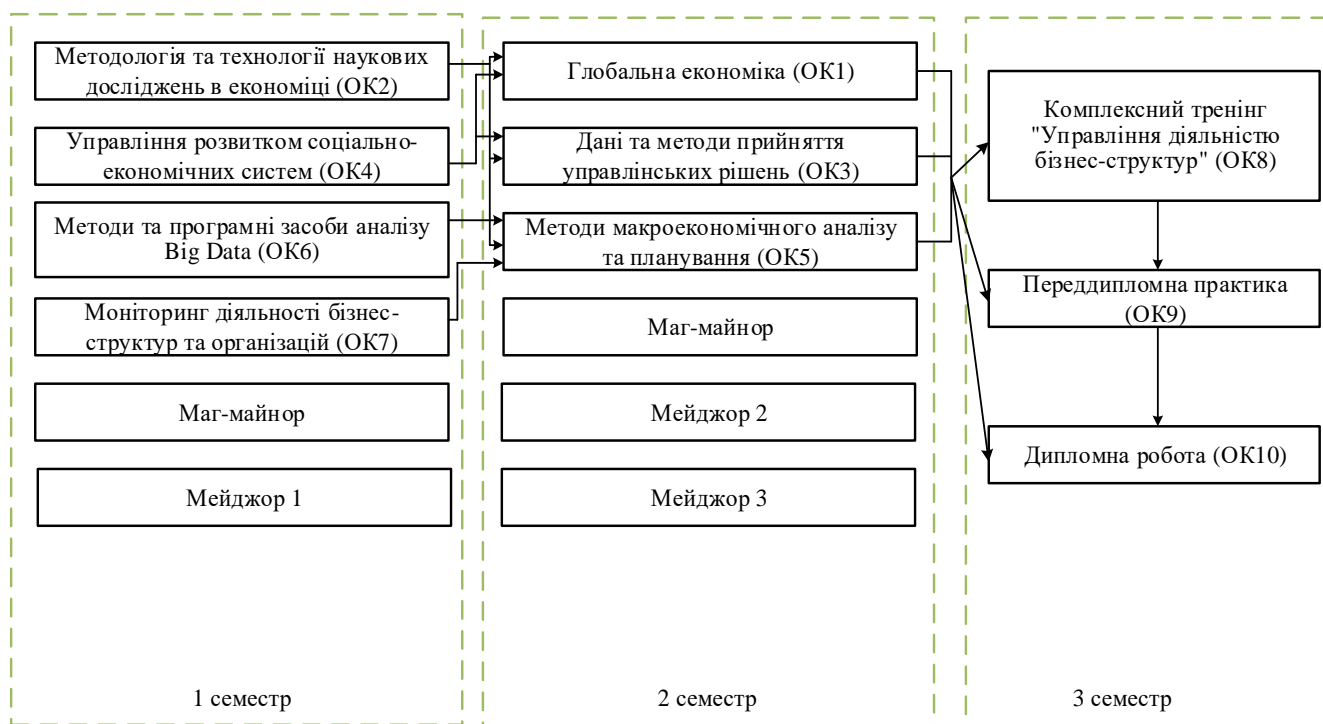 Методологія та технології наукових
досліджень в економіці (ОК2)
Управління розвитком соціально-
економічних систем (ОК4)
Методи та програмні засоби аналізу
Big Data (ОК6)
Моніторинг діяльності бізнес-
структур та організацій (ОК7)
Маг-майнор
Мейджор 1
1 семестр
Глобальна економіка (ОК1)
Дані та методи прийняття
управлінських рішень (ОК3)
Методи макроекономічного аналізу
та планування (ОК5)
Маг-майнор
Мейджор 2
Мейджор 3
2 семестр
Комплексний тренінг
"Управління діяльністю
бізнес-структур" (ОК8)
Переддипломна практика
(ОК9)
Дипломна робота (ОК10)
3 семестр